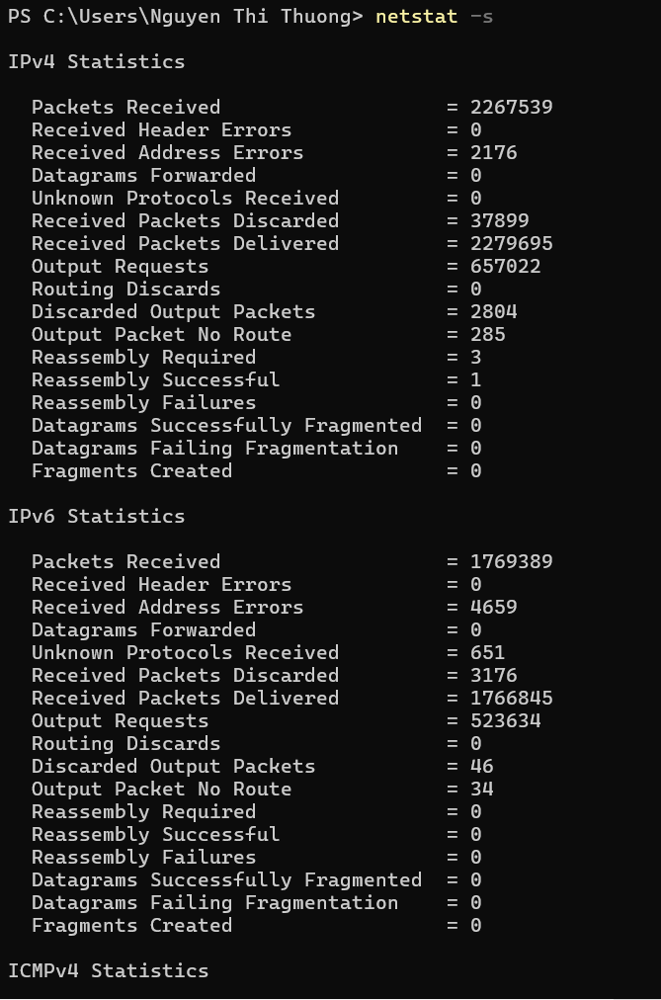 PS C:\Users\Nguyen Thi Thuong> netstat -s
IPv4 Statistics
Packets Received = 2267539
Received Header Errors = 0
Received Address Errors = 2176
Datagrams Forwarded = 0
Unknown Protocols Received = 0
Received Packets Discarded = 37899
Received Packets Delivered = 2279695
Output Requests = 657022
Routing Discards = 0
Discarded Output Packets = 2804
Output Packet No Route = 285
Reassembly Required = 3
Reassembly Successful = 1
Reassembly Failures = 0
Datagrams Successfully Fragmented = 0
Datagrams Failing Fragmentation = 0
Fragments Created = 0
IPv6 Statistics
Packets Received = 1769389
Received Header Errors = 0
Received Address Errors = 4659
Datagrams Forwarded = 0
Unknown Protocols Received = 651
Received Packets Discarded = 3176
Received Packets Delivered = 1766845
Output Requests = 523634
Routing Discards = 0
Discarded Output Packets = 46
Output Packet No Route = 34
Reassembly Required = 0
Reassembly Successful = 0
Reassembly Failures = 0
Datagrams Successfully Fragmented = 0
Datagrams Failing Fragmentation = 0
Fragments Created = 0
ICMPv4 Statistics